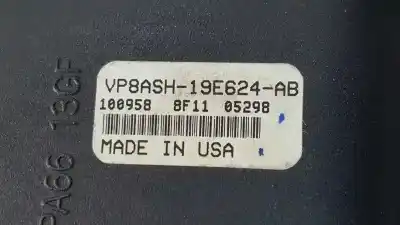 VP8ASH-19E624-AB
100958 8F11 05298
MADE IN USA
PA66 13GF